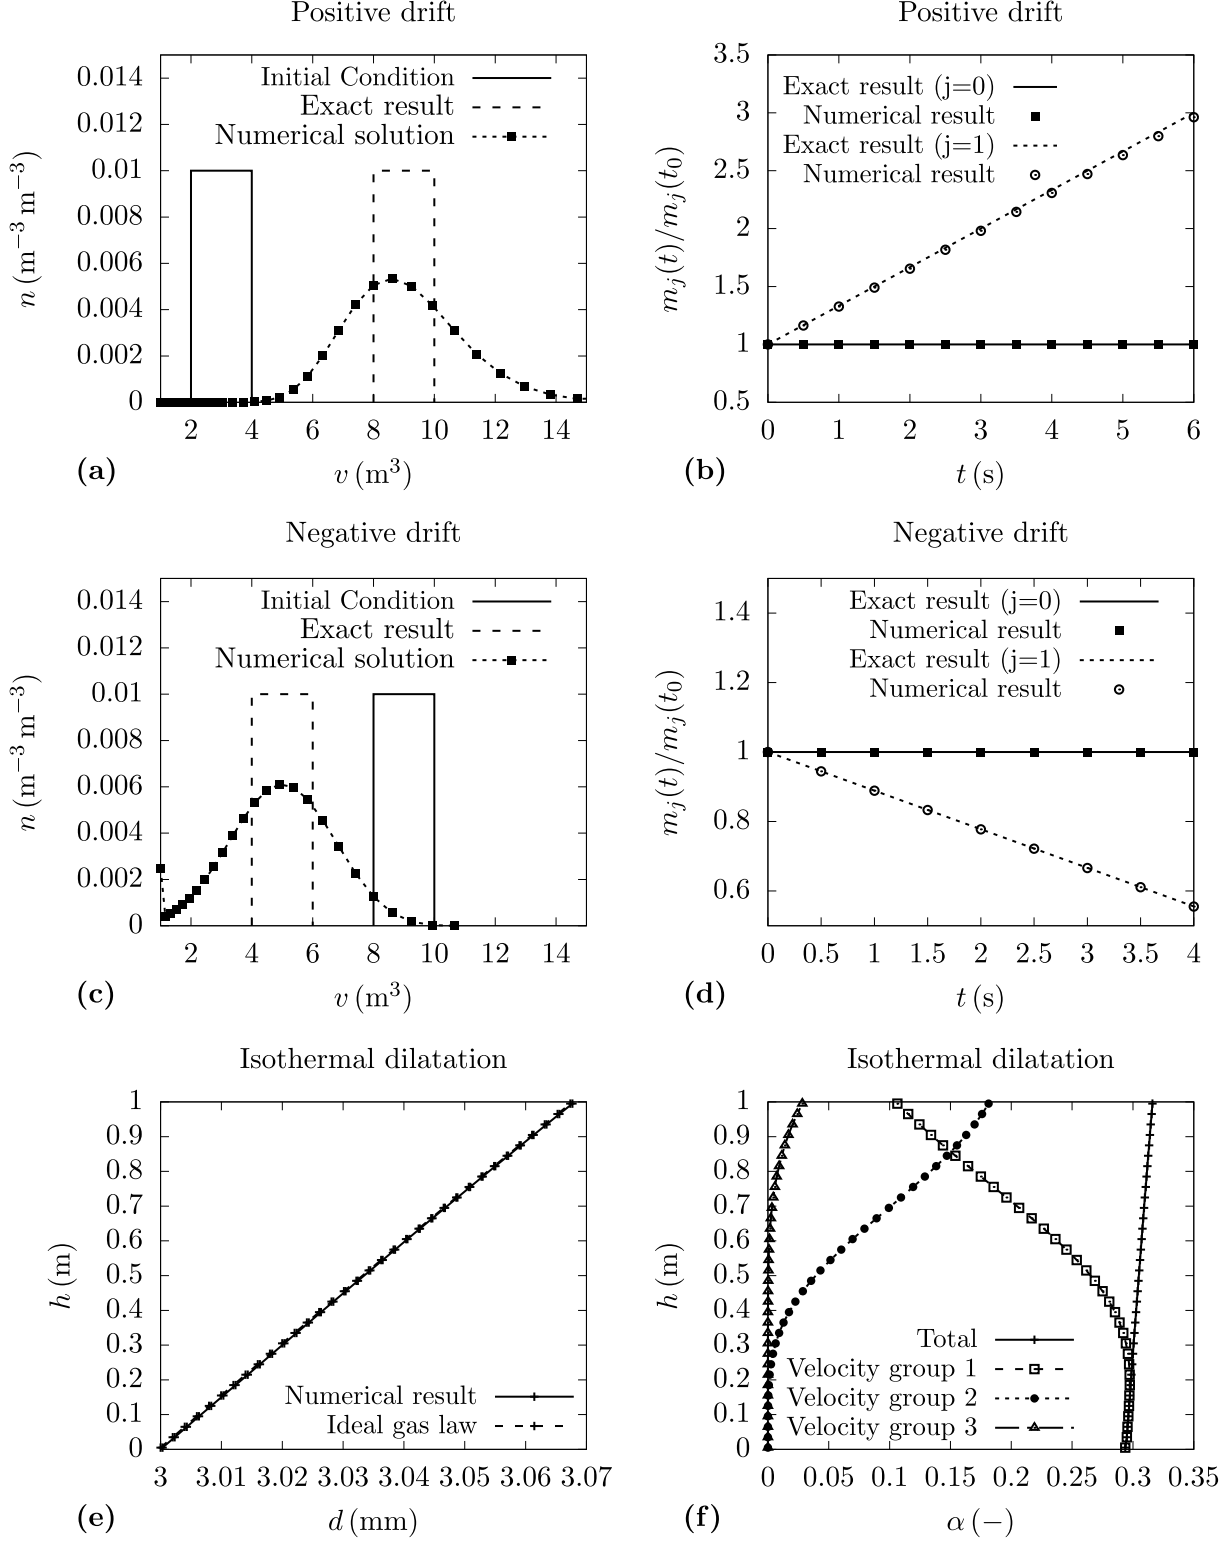 Positive drift
0.014
0.012
0.01
0.008
0.006
0.004
0.002
0
n (m⁻³ m⁻³)
Initial Condition
Exact result
Numerical solution
2 4 6 8 10 12 14
(a) v (m³)
Positive drift
3.5
3
2.5
2
1.5
1
0.5
m_j(t)/m_j(t_0)
Exact result (j=0)
Numerical result
Exact result (j=1)
Numerical result
0 1 2 3 4 5 6
(b) t (s)
Negative drift
0.014
0.012
0.01
0.008
0.006
0.004
0.002
0
n (m⁻³ m⁻³)
Initial Condition
Exact result
Numerical solution
2 4 6 8 10 12 14
(c) v (m³)
Negative drift
1.4
1.2
1
0.8
0.6
m_j(t)/m_j(t_0)
Exact result (j=0)
Numerical result
Exact result (j=1)
Numerical result
0 0.5 1 1.5 2 2.5 3 3.5 4
(d) t (s)
Isothermal dilatation
1
0.9
0.8
0.7
0.6
0.5
0.4
0.3
0.2
0.1
0
h (m)
Numerical result
Ideal gas law
3 3.01 3.02 3.03 3.04 3.05 3.06 3.07
(e) d (mm)
Isothermal dilatation
1
0.9
0.8
0.7
0.6
0.5
0.4
0.3
0.2
0.1
0
h (m)
Total
Velocity group 1
Velocity group 2
Velocity group 3
0 0.05 0.1 0.15 0.2 0.25 0.3 0.35
(f) α (−)